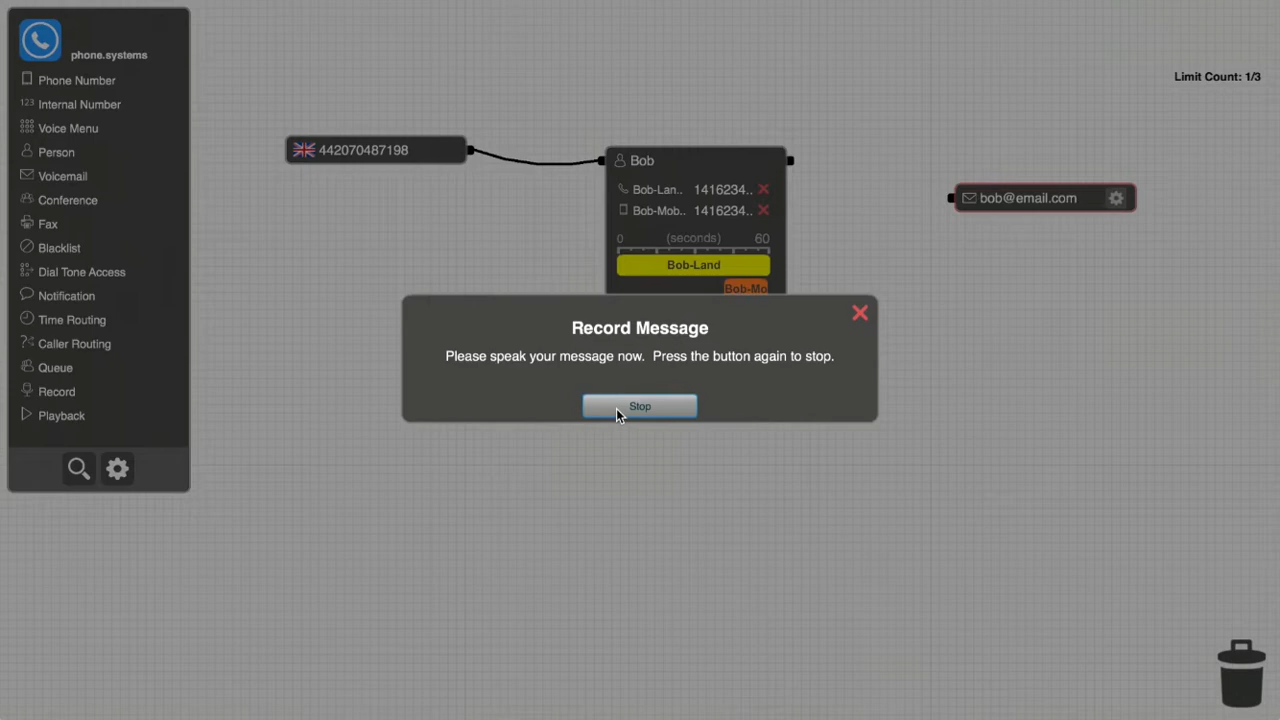 phone.systems
Phone Number
123 Internal Number
Voice Menu
Person
Voicemail
Conference
Fax
Blacklist
Dial Tone Access
Notification
Time Routing
Caller Routing
Queue
Record
Playback
Limit Count: 1/3
442070487198
Bob
Bob-Lan.. 1416234..
Bob-Mob.. 1416234..
0 (seconds) 60
Bob-Land
Bob-Mo
bob@email.com
Record Message
Please speak your message now. Press the button again to stop.
Stop